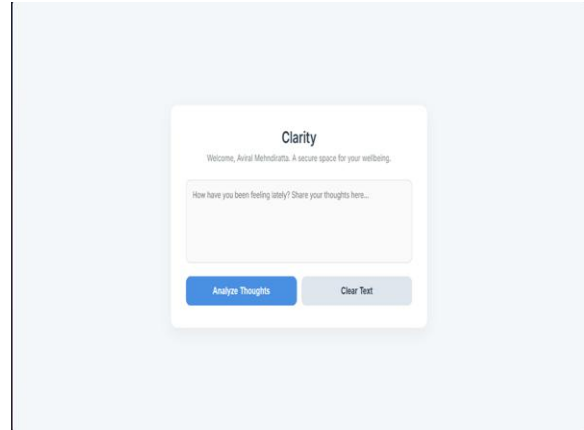 Clarity
Welcome, Aviral Mehndiratta. A secure space for your wellbeing.
How have you been feeling lately? Share your thoughts here...
Analyze Thoughts
Clear Text